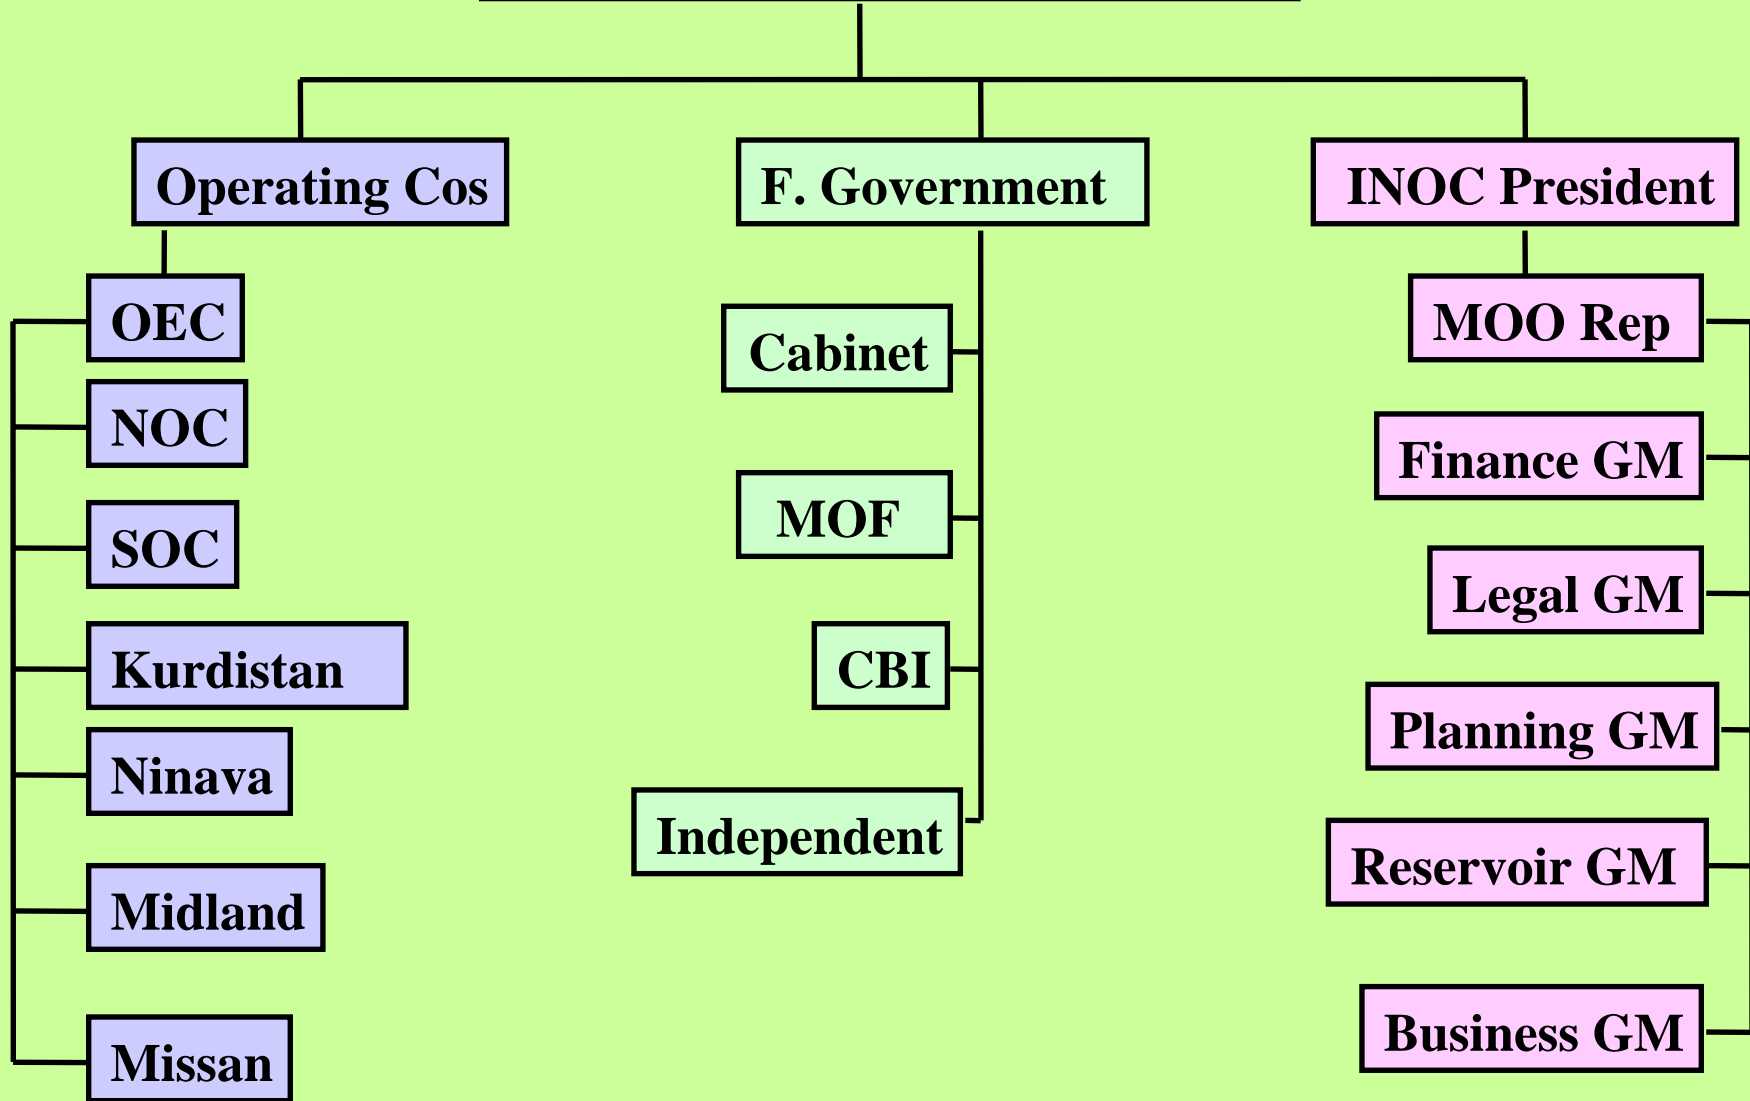 Operating Cos
F. Government
INOC President
OEC
NOC
SOC
Kurdistan
Ninava
Midland
Missan
Cabinet
MOF
CBI
Independent
MOO Rep
Finance GM
Legal GM
Planning GM
Reservoir GM
Business GM